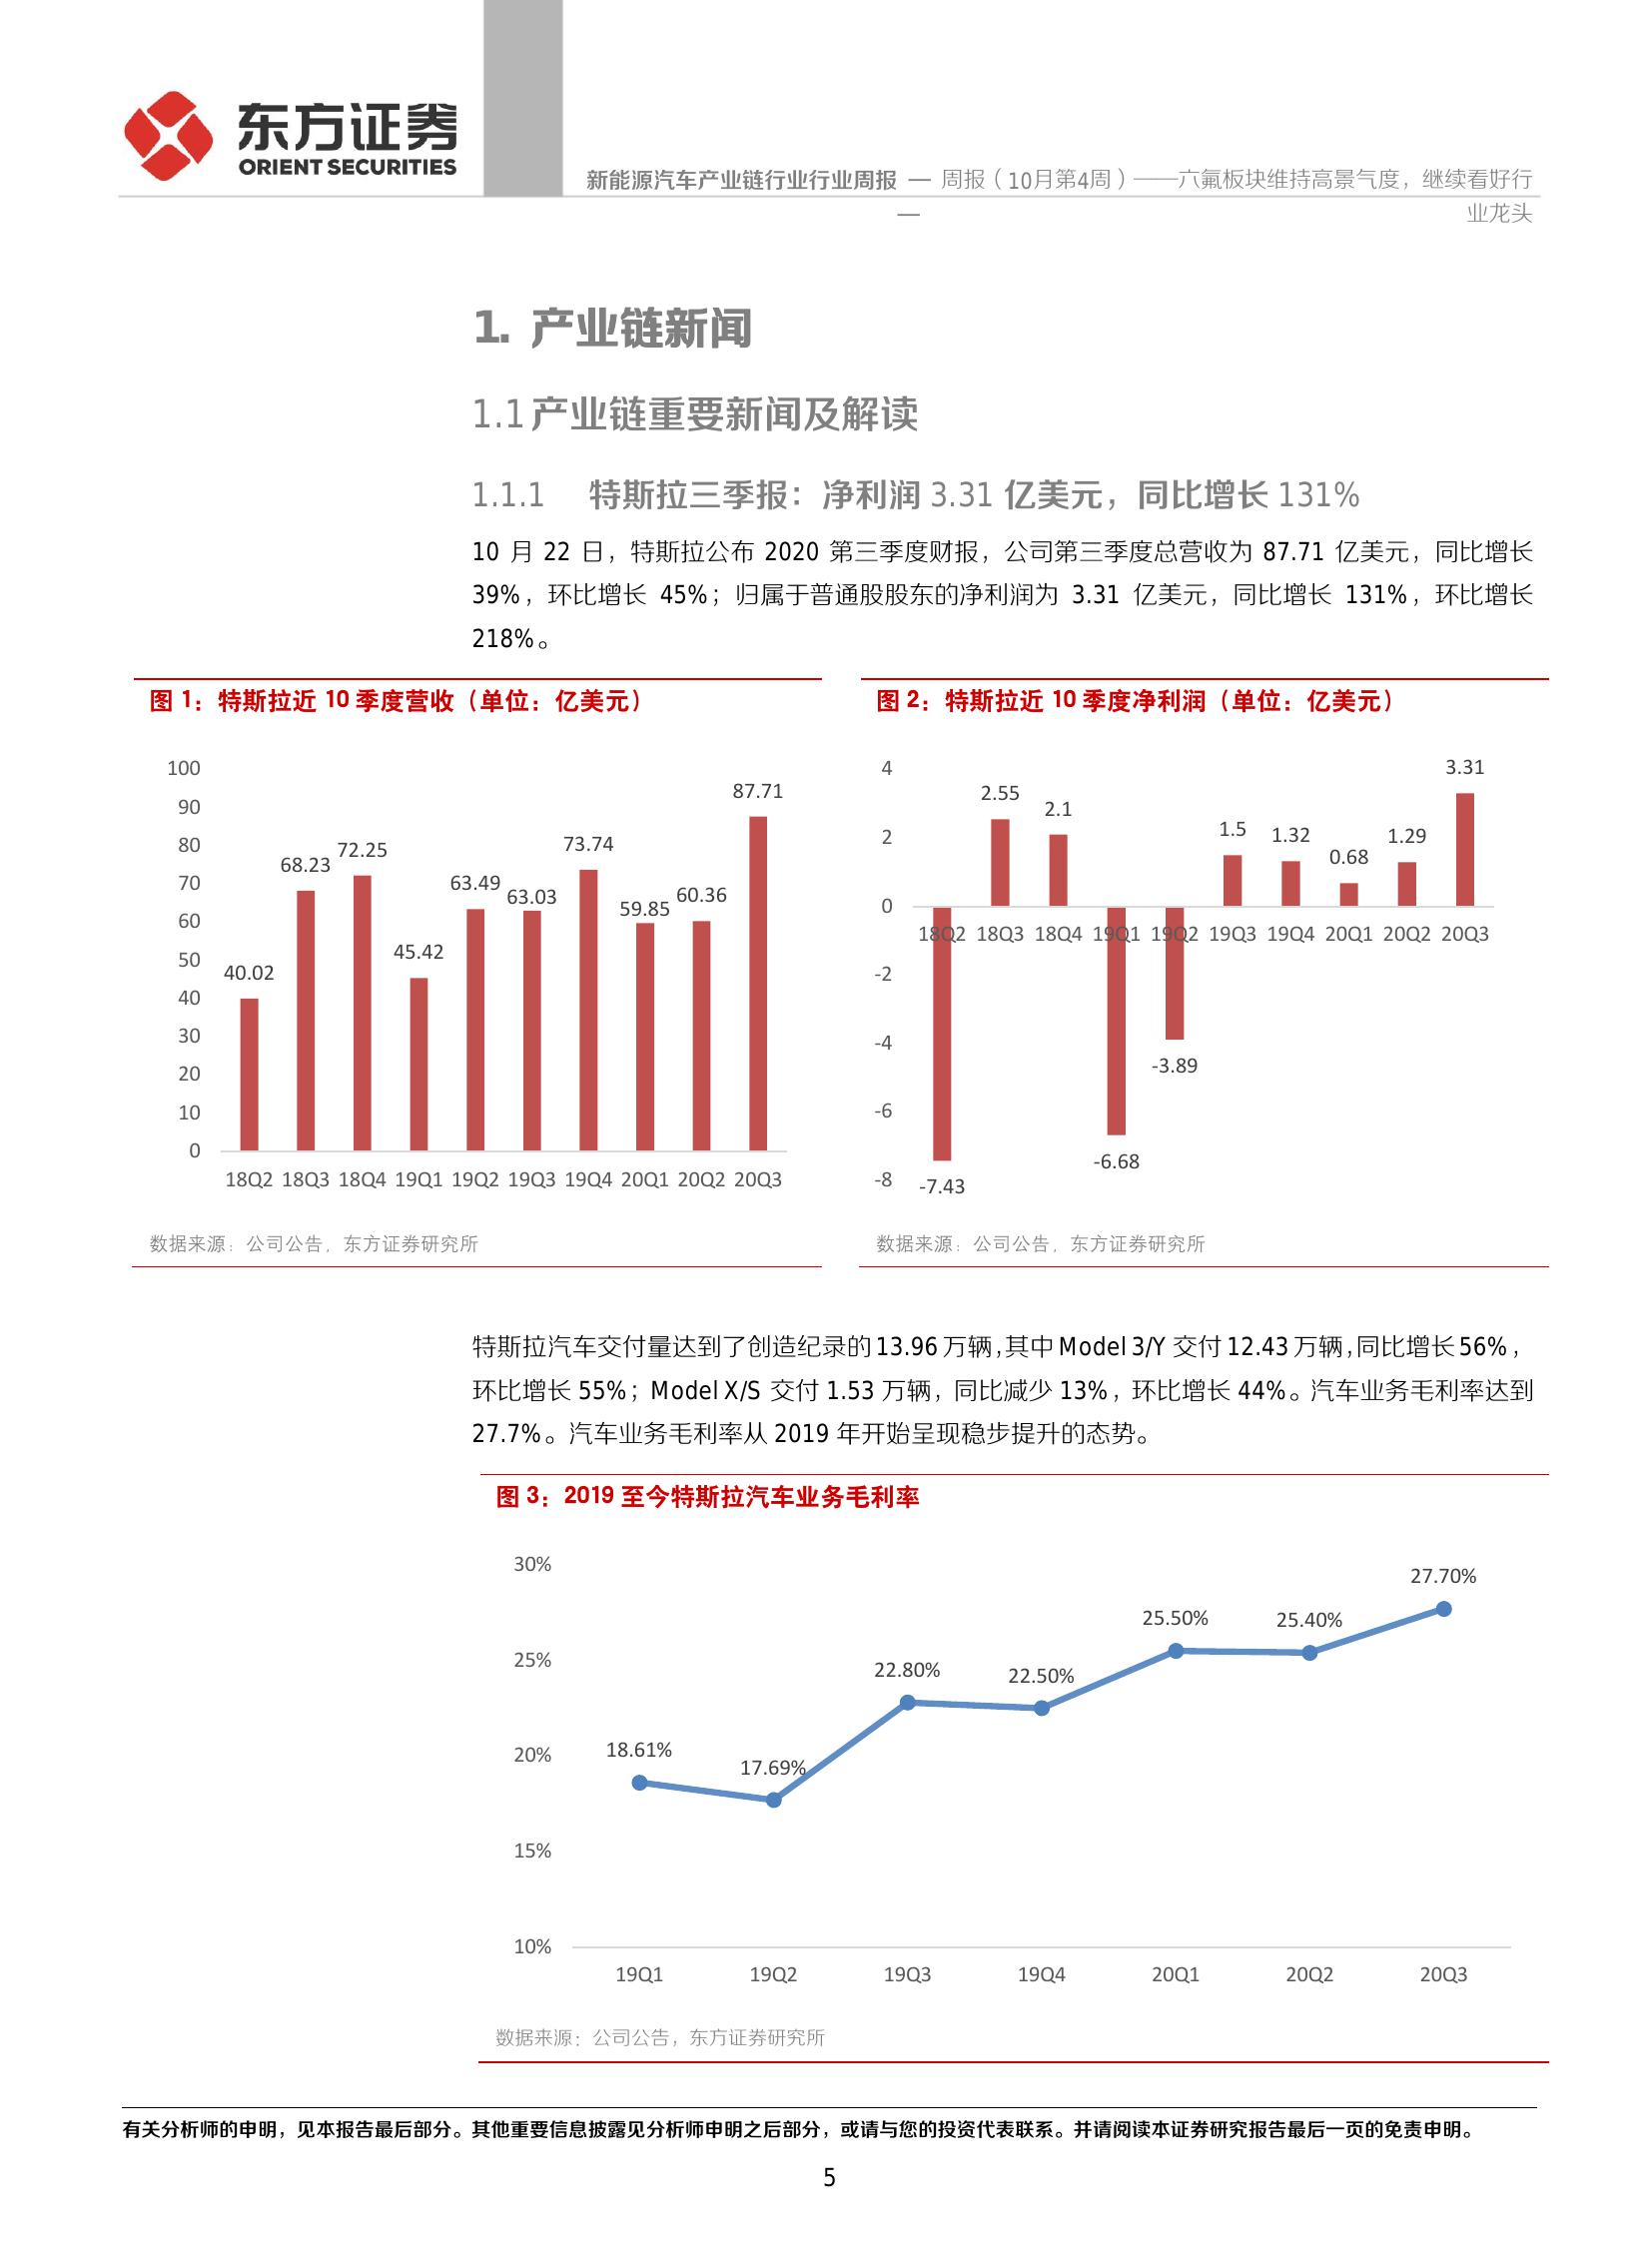 东方证券
ORIENT SECURITIES
新能源汽车产业链行业行业周报 — 周报（10月第4周）——六氟板块维持高景气度，继续看好行
—
业龙头
1. 产业链新闻
1.1产业链重要新闻及解读
1.1.1 特斯拉三季报：净利润 3.31 亿美元，同比增长 131%
10 月 22 日，特斯拉公布 2020 第三季度财报，公司第三季度总营收为 87.71 亿美元，同比增长
39%，环比增长 45%；归属于普通股股东的净利润为 3.31 亿美元，同比增长 131%，环比增长
218%。
图 1：特斯拉近 10 季度营收（单位：亿美元）
100
90
80
70
60
50
40
30
20
10
0
40.02
68.23
72.25
45.42
63.49
63.03
73.74
59.85
60.36
87.71
18Q2 18Q3 18Q4 19Q1 19Q2 19Q3 19Q4 20Q1 20Q2 20Q3
数据来源：公司公告，东方证券研究所
图 2：特斯拉近 10 季度净利润（单位：亿美元）
4
2
0
-2
-4
-6
-8
-7.43
2.55
2.1
-6.68
-3.89
1.5
1.32
0.68
1.29
3.31
18Q2 18Q3 18Q4 19Q1 19Q2 19Q3 19Q4 20Q1 20Q2 20Q3
数据来源：公司公告，东方证券研究所
特斯拉汽车交付量达到了创造纪录的 13.96 万辆，其中 Model 3/Y 交付 12.43 万辆，同比增长 56%，
环比增长 55%；Model X/S 交付 1.53 万辆，同比减少 13%，环比增长 44%。汽车业务毛利率达到
27.7%。汽车业务毛利率从 2019 年开始呈现稳步提升的态势。
图 3：2019 至今特斯拉汽车业务毛利率
30%
25%
20%
15%
10%
18.61%
17.69%
22.80%
22.50%
25.50%
25.40%
27.70%
19Q1 19Q2 19Q3 19Q4 20Q1 20Q2 20Q3
数据来源：公司公告，东方证券研究所
有关分析师的申明，见本报告最后部分。其他重要信息披露见分析师申明之后部分，或请与您的投资代表联系。并请阅读本证券研究报告最后一页的免责申明。
5